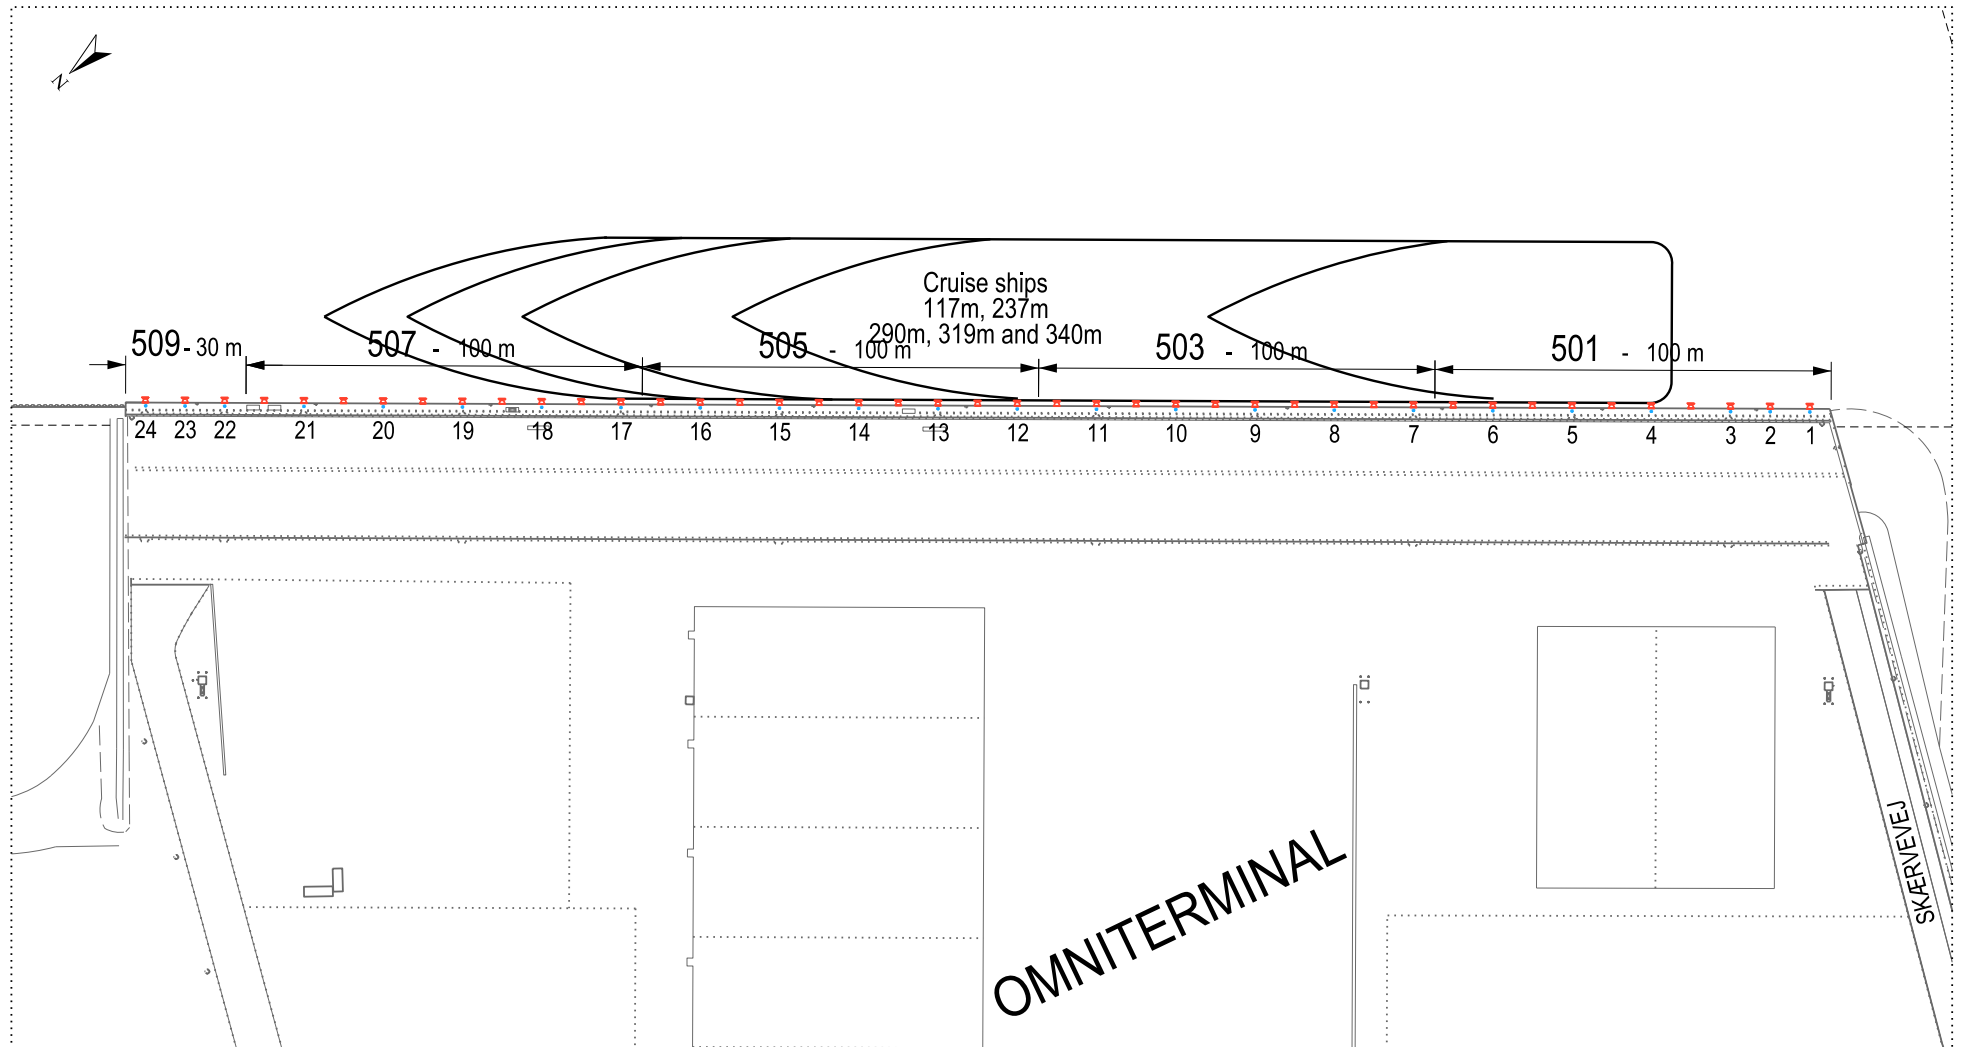 N
Cruise ships
117m, 237m
290m, 319m and 340m
509 - 30 m
507 - 100 m
505 - 100 m
503 - 100 m
501 - 100 m
24 23 22 21 20 19 18 17 16 15 14 13 12 11 10 9 8 7 6 5 4 3 2 1
OMNITERMINAL
SKÆRVEVEJ